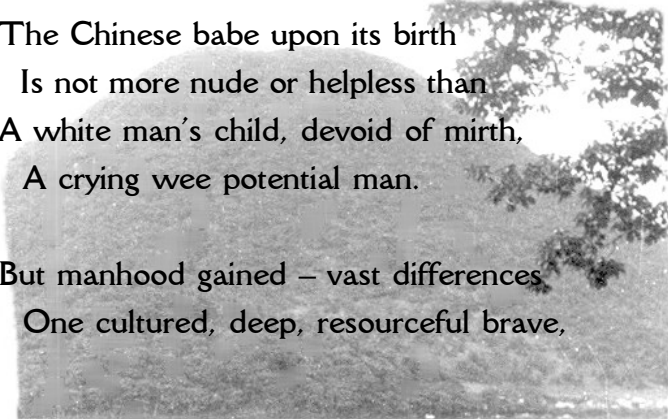 The Chinese babe upon its birth
Is not more nude or helpless than
A white man's child, devoid of mirth,
A crying wee potential man.
But manhood gained – vast differences
One cultured, deep, resourceful brave,